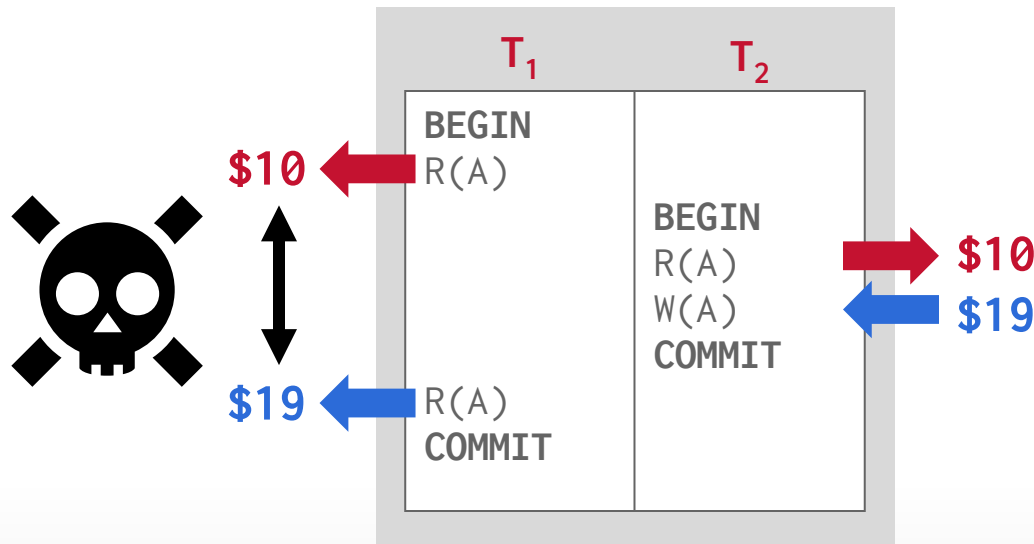 T1
T2
BEGIN
$10
R(A)
BEGIN
R(A)
$10
W(A)
$19
COMMIT
$19
R(A)
COMMIT